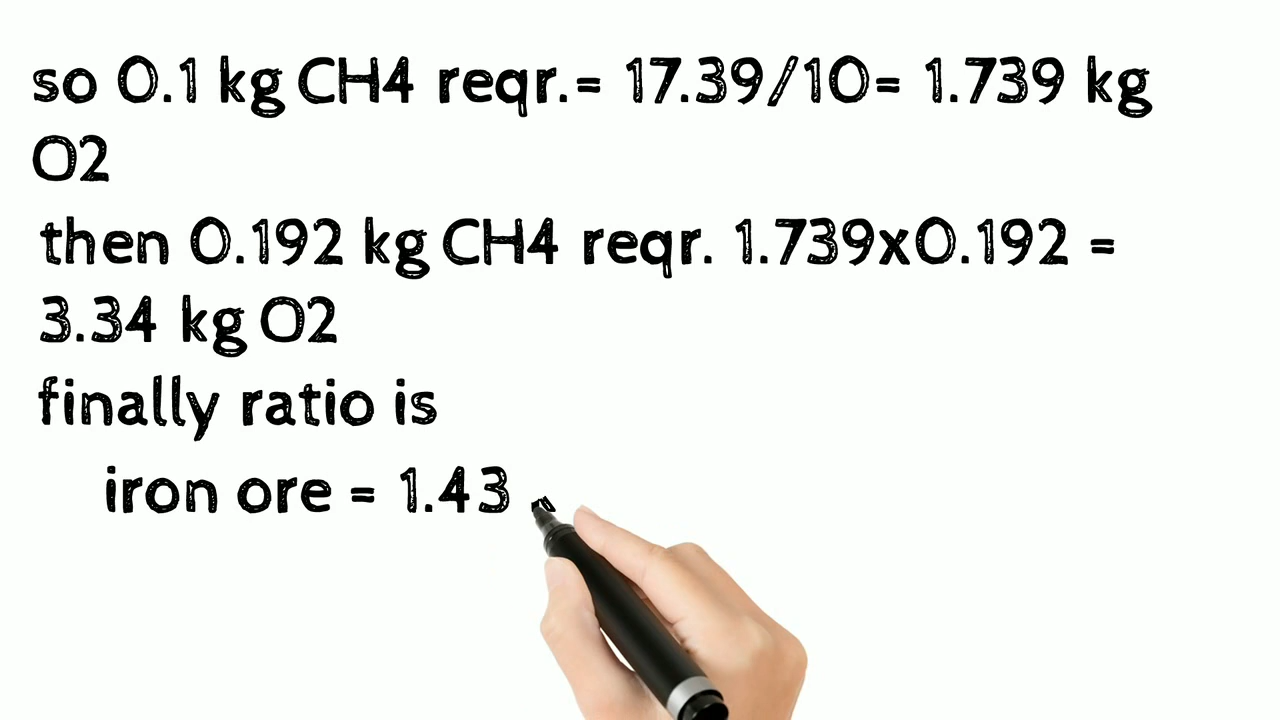 so 0.1 kg CH4 reqr.= 17.39/10= 1.739 kg
O2
then 0.192 kg CH4 reqr. 1.739x0.192 =
3.34 kg O2
finally ratio is
iron ore = 1.43